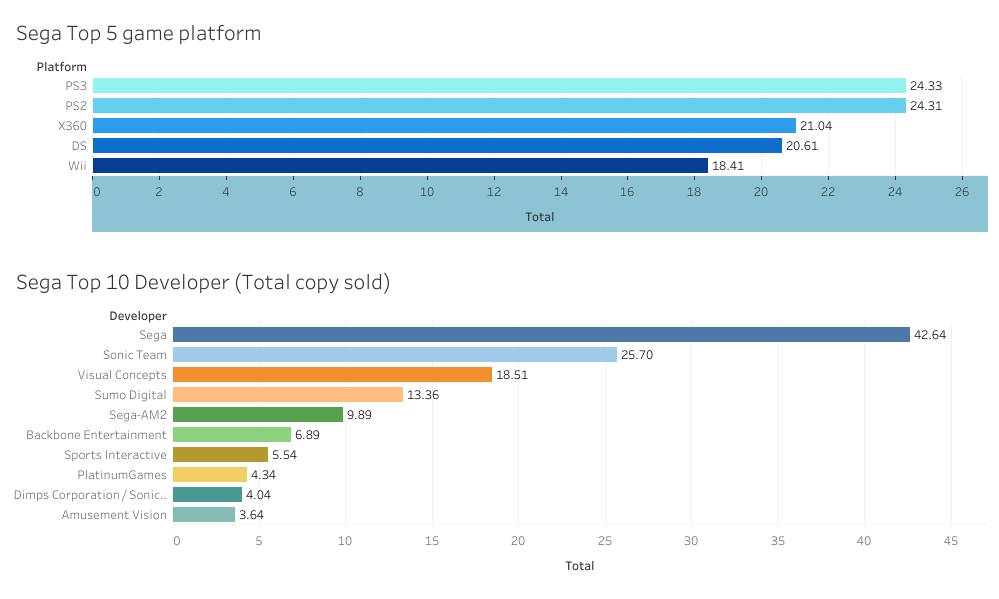 Sega Top 5 game platform
Platform
PS3 24.33
PS2 24.31
X360 21.04
DS 20.61
Wii 18.41
0 2 4 6 8 10 12 14 16 18 20 22 24 26
Total
Sega Top 10 Developer (Total copy sold)
Developer
Sega 42.64
Sonic Team 25.70
Visual Concepts 18.51
Sumo Digital 13.36
Sega-AM2 9.89
Backbone Entertainment 6.89
Sports Interactive 5.54
PlatinumGames 4.34
Dimps Corporation / Sonic.. 4.04
Amusement Vision 3.64
0 5 10 15 20 25 30 35 40 45
Total